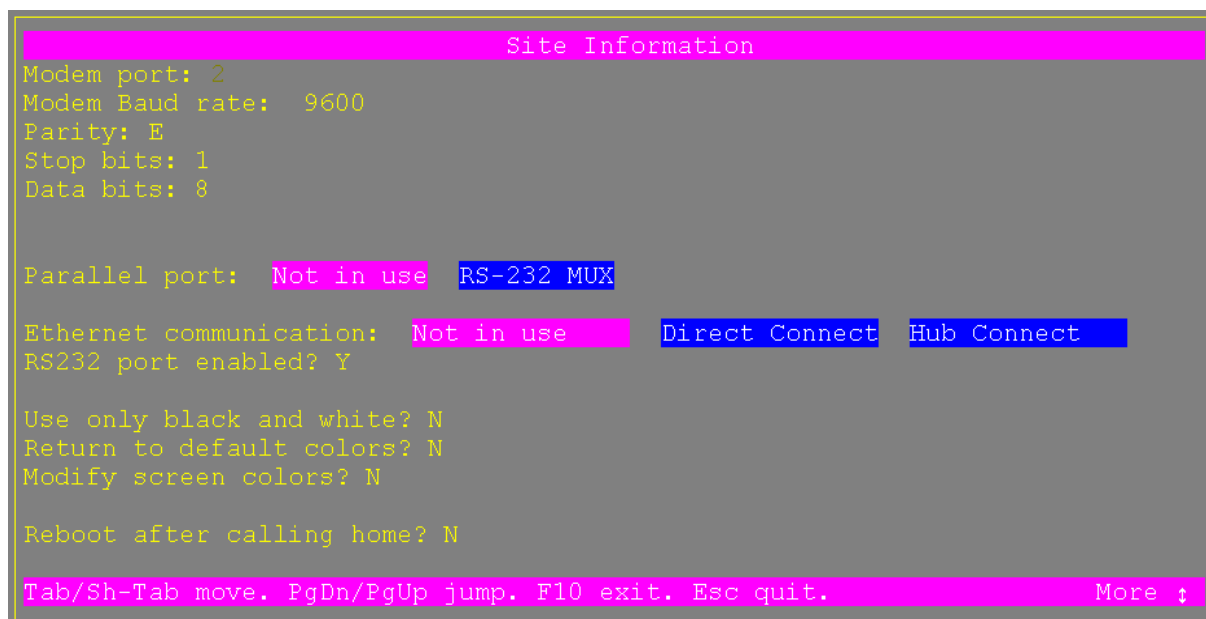 Site Information
Modem port: 2
Modem Baud rate: 9600
Parity: E
Stop bits: 1
Data bits: 8
Parallel port: Not in use RS-232 MUX
Ethernet communication: Not in use Direct Connect Hub Connect
RS232 port enabled? Y
Use only black and white? N
Return to default colors? N
Modify screen colors? N
Reboot after calling home? N
Tab/Sh-Tab move. PgDn/PgUp jump. F10 exit. Esc quit. More ↕